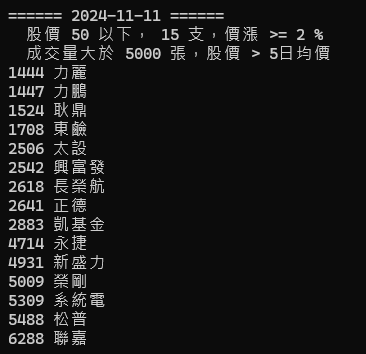 ====== 2024-11-11 ======
股價 50 以下， 15 支，價漲 >= 2 %
成交量大於 5000 張，股價 > 5日均價
1444 力麗
1447 力鵬
1524 耿鼎
1708 東鹼
2506 太設
2542 興富發
2618 長榮航
2641 正德
2883 凱基金
4714 永捷
4931 新盛力
5009 榮剛
5309 系統電
5488 松普
6288 聯嘉